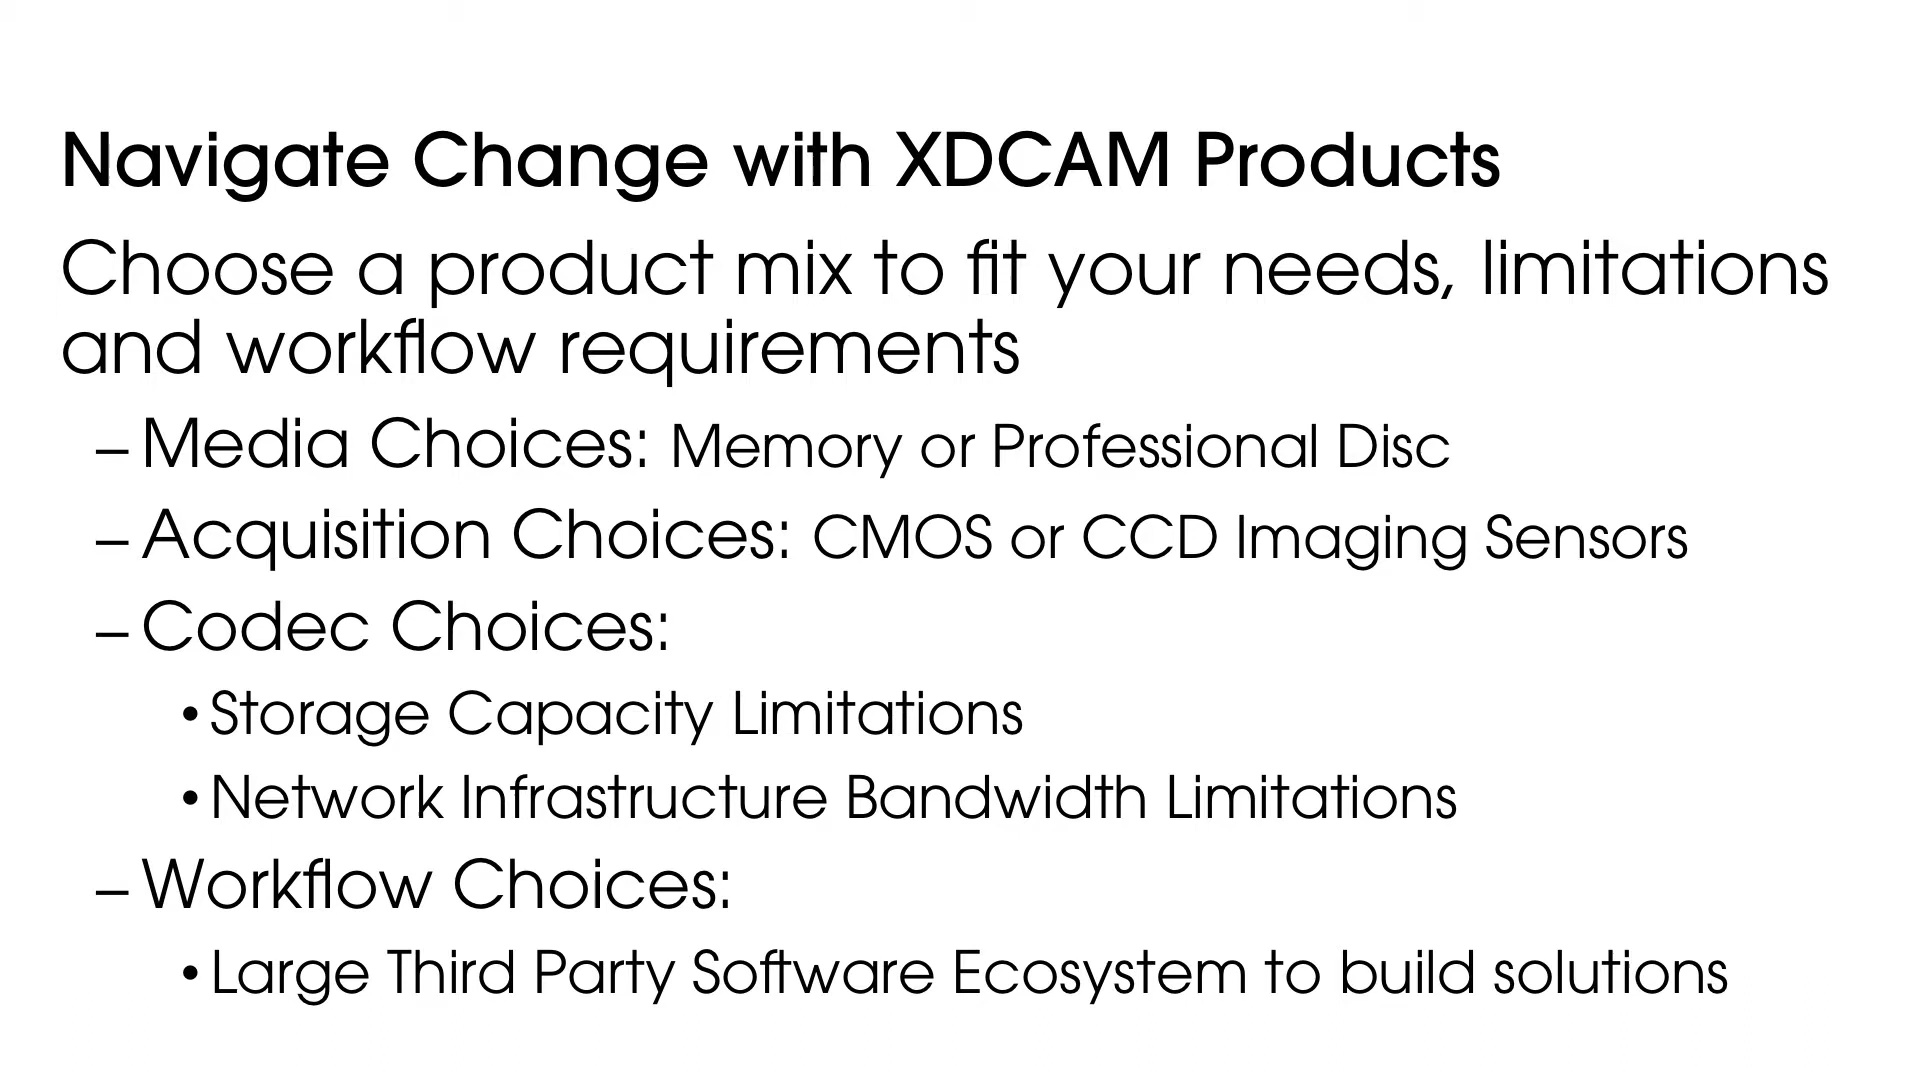 Navigate Change with XDCAM Products
Choose a product mix to fit your needs, limitations
and workflow requirements
– Media Choices: Memory or Professional Disc
– Acquisition Choices: CMOS or CCD Imaging Sensors
– Codec Choices:
• Storage Capacity Limitations
• Network Infrastructure Bandwidth Limitations
– Workflow Choices:
• Large Third Party Software Ecosystem to build solutions